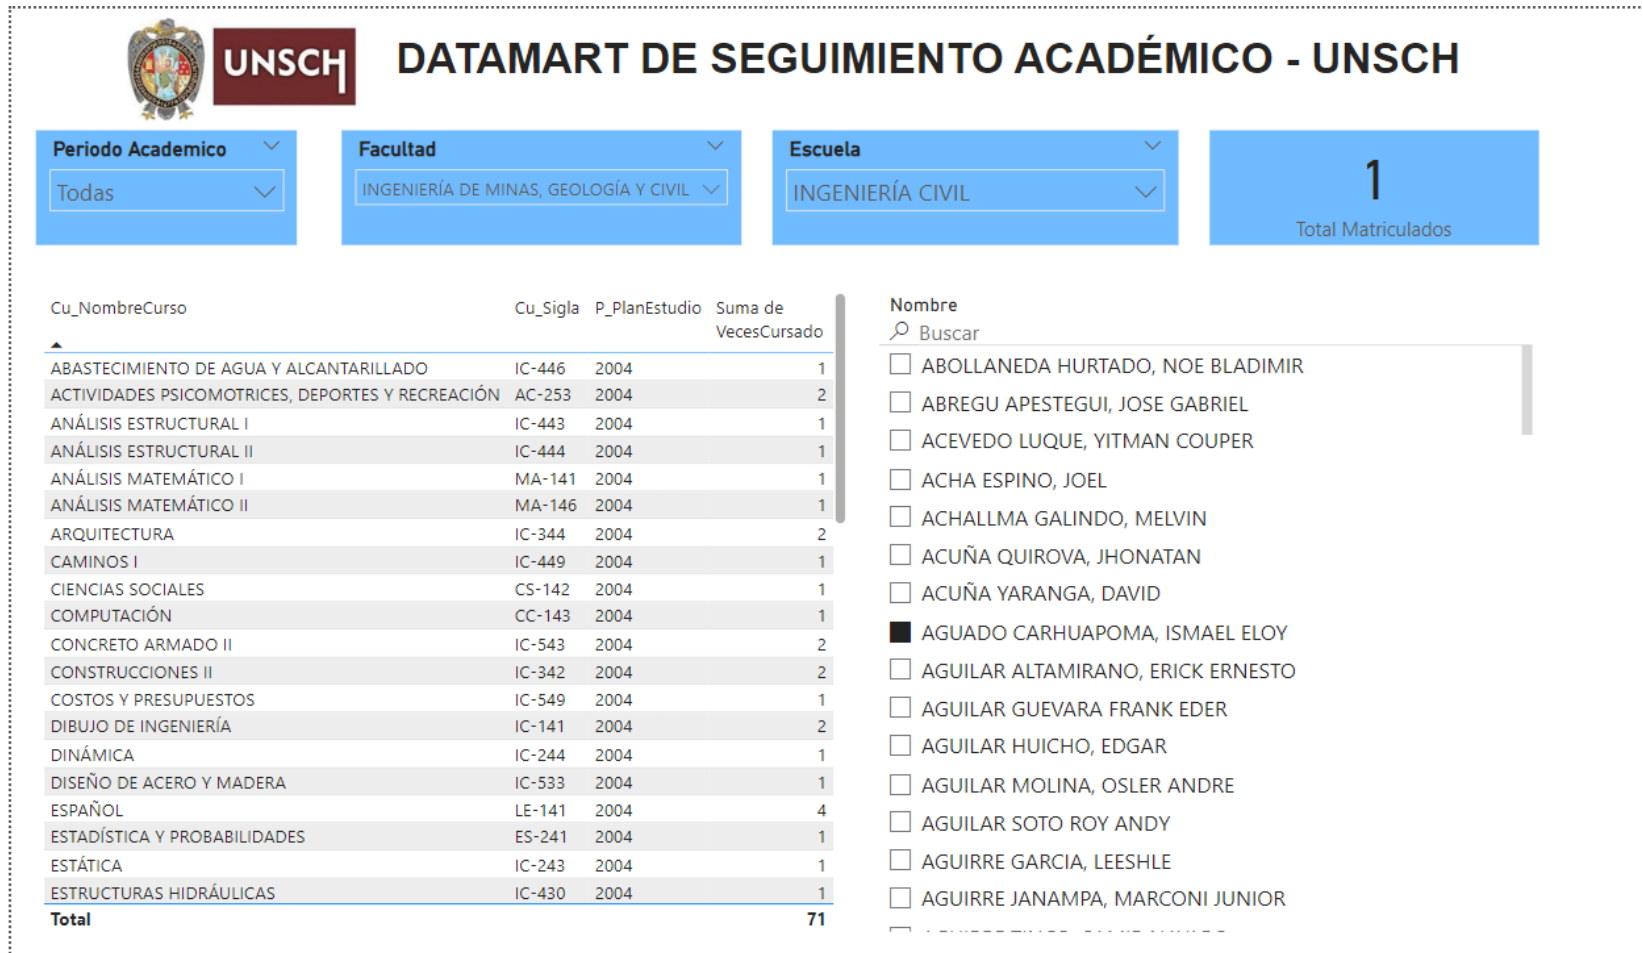 UNSCH
DATAMART DE SEGUIMIENTO ACADÉMICO - UNSCH
Periodo Academico
Todas
Facultad
INGENIERÍA DE MINAS, GEOLOGÍA Y CIVIL
Escuela
INGENIERÍA CIVIL
1
Total Matriculados
Cu_NombreCurso Cu_Sigla P_PlanEstudio Suma de VecesCursado
ABASTECIMIENTO DE AGUA Y ALCANTARILLADO IC-446 2004 1
ACTIVIDADES PSICOMOTRICES, DEPORTES Y RECREACIÓN AC-253 2004 2
ANÁLISIS ESTRUCTURAL I IC-443 2004 1
ANÁLISIS ESTRUCTURAL II IC-444 2004 1
ANÁLISIS MATEMÁTICO I MA-141 2004 1
ANÁLISIS MATEMÁTICO II MA-146 2004 1
ARQUITECTURA IC-344 2004 2
CAMINOS I IC-449 2004 1
CIENCIAS SOCIALES CS-142 2004 1
COMPUTACIÓN CC-143 2004 1
CONCRETO ARMADO II IC-543 2004 2
CONSTRUCCIONES II IC-342 2004 2
COSTOS Y PRESUPUESTOS IC-549 2004 1
DIBUJO DE INGENIERÍA IC-141 2004 2
DINÁMICA IC-244 2004 1
DISEÑO DE ACERO Y MADERA IC-533 2004 1
ESPAÑOL LE-141 2004 4
ESTADÍSTICA Y PROBABILIDADES ES-241 2004 1
ESTÁTICA IC-243 2004 1
ESTRUCTURAS HIDRÁULICAS IC-430 2004 1
Total 71
Nombre
Buscar
ABOLLANEDA HURTADO, NOE BLADIMIR
ABREGU APESTEGUI, JOSE GABRIEL
ACEVEDO LUQUE, YITMAN COUPER
ACHA ESPINO, JOEL
ACHALLMA GALINDO, MELVIN
ACUÑA QUIROVA, JHONATAN
ACUÑA YARANGA, DAVID
AGUADO CARHUAPOMA, ISMAEL ELOY
AGUILAR ALTAMIRANO, ERICK ERNESTO
AGUILAR GUEVARA FRANK EDER
AGUILAR HUICHO, EDGAR
AGUILAR MOLINA, OSLER ANDRE
AGUILAR SOTO ROY ANDY
AGUIRRE GARCIA, LEESHLE
AGUIRRE JANAMPA, MARCONI JUNIOR